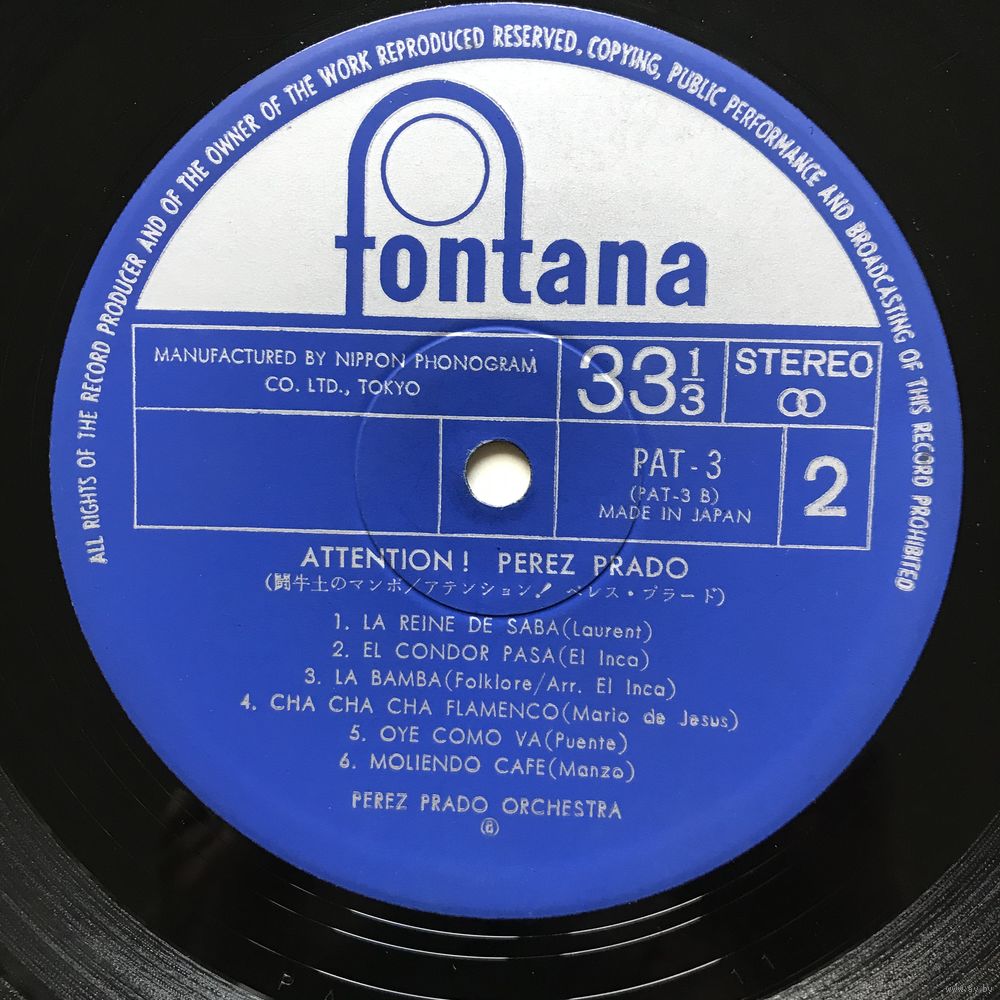 ALL RIGHTS OF THE RECORD PRODUCER AND OF THE OWNER OF THE WORK REPRODUCED RESERVED. COPYING, PUBLIC PERFORMANCE AND BROADCASTING OF THIS RECORD PROHIBITED
fontana
MANUFACTURED BY NIPPON PHONOGRAM
CO. LTD., TOKYO
33 1/3
STEREO
PAT-3
(PAT-3 B)
MADE IN JAPAN
2
ATTENTION! PEREZ PRADO
(闘牛士のマンボ/アテンション! ペレス・プラード)
1. LA REINE DE SABA(Laurent)
2. EL CONDOR PASA(El Inca)
3. LA BAMBA(Folklore/Arr. El Inca)
4. CHA CHA CHA FLAMENCO(Mario de Jesus)
5. OYE COMO VA(Puente)
6. MOLIENDO CAFE(Manzo)
PEREZ PRADO ORCHESTRA
www.ay.by